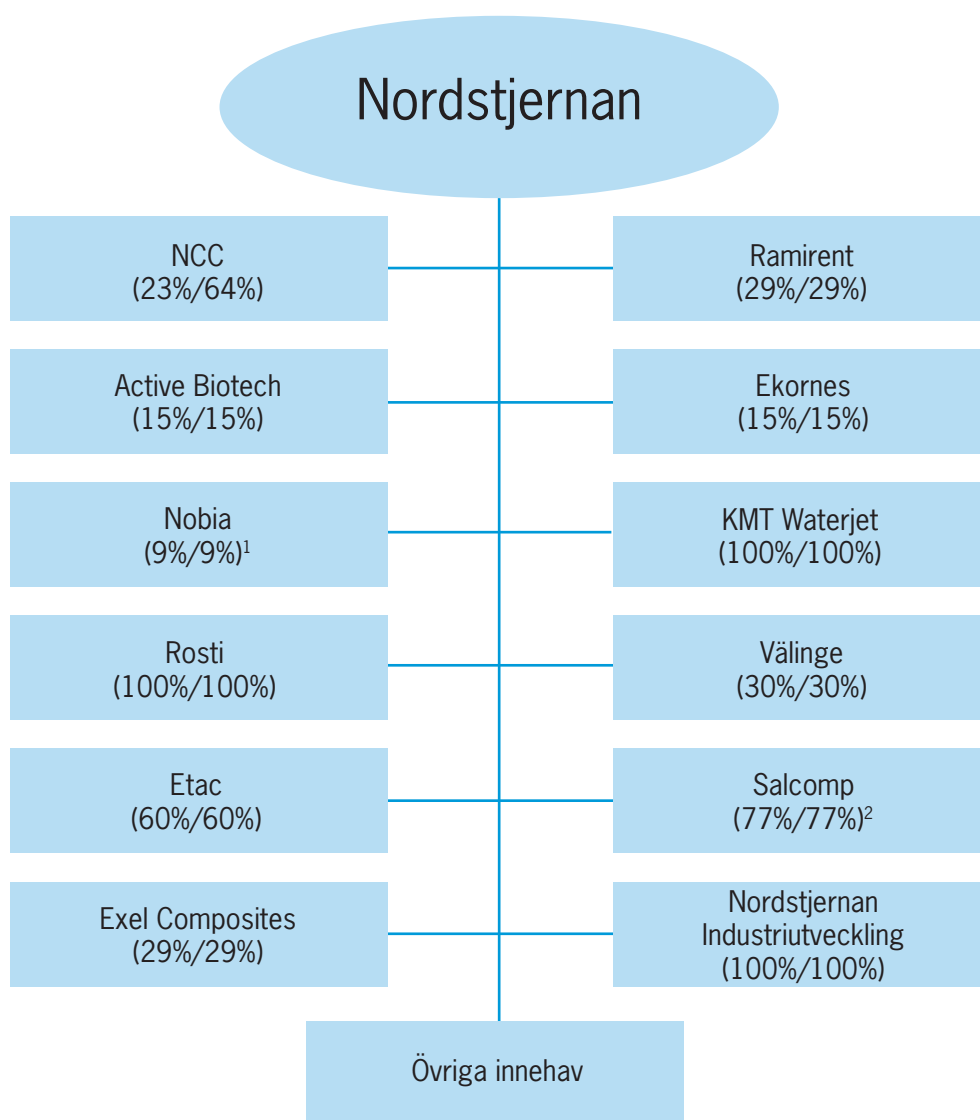 Nordstjernan
NCC
(23%/64%)
Ramirent
(29%/29%)
Active Biotech
(15%/15%)
Ekornes
(15%/15%)
Nobia
(9%/9%)¹
KMT Waterjet
(100%/100%)
Rosti
(100%/100%)
Välinge
(30%/30%)
Etac
(60%/60%)
Salcomp
(77%/77%)²
Exel Composites
(29%/29%)
Nordstjernan
Industriutveckling
(100%/100%)
Övriga innehav